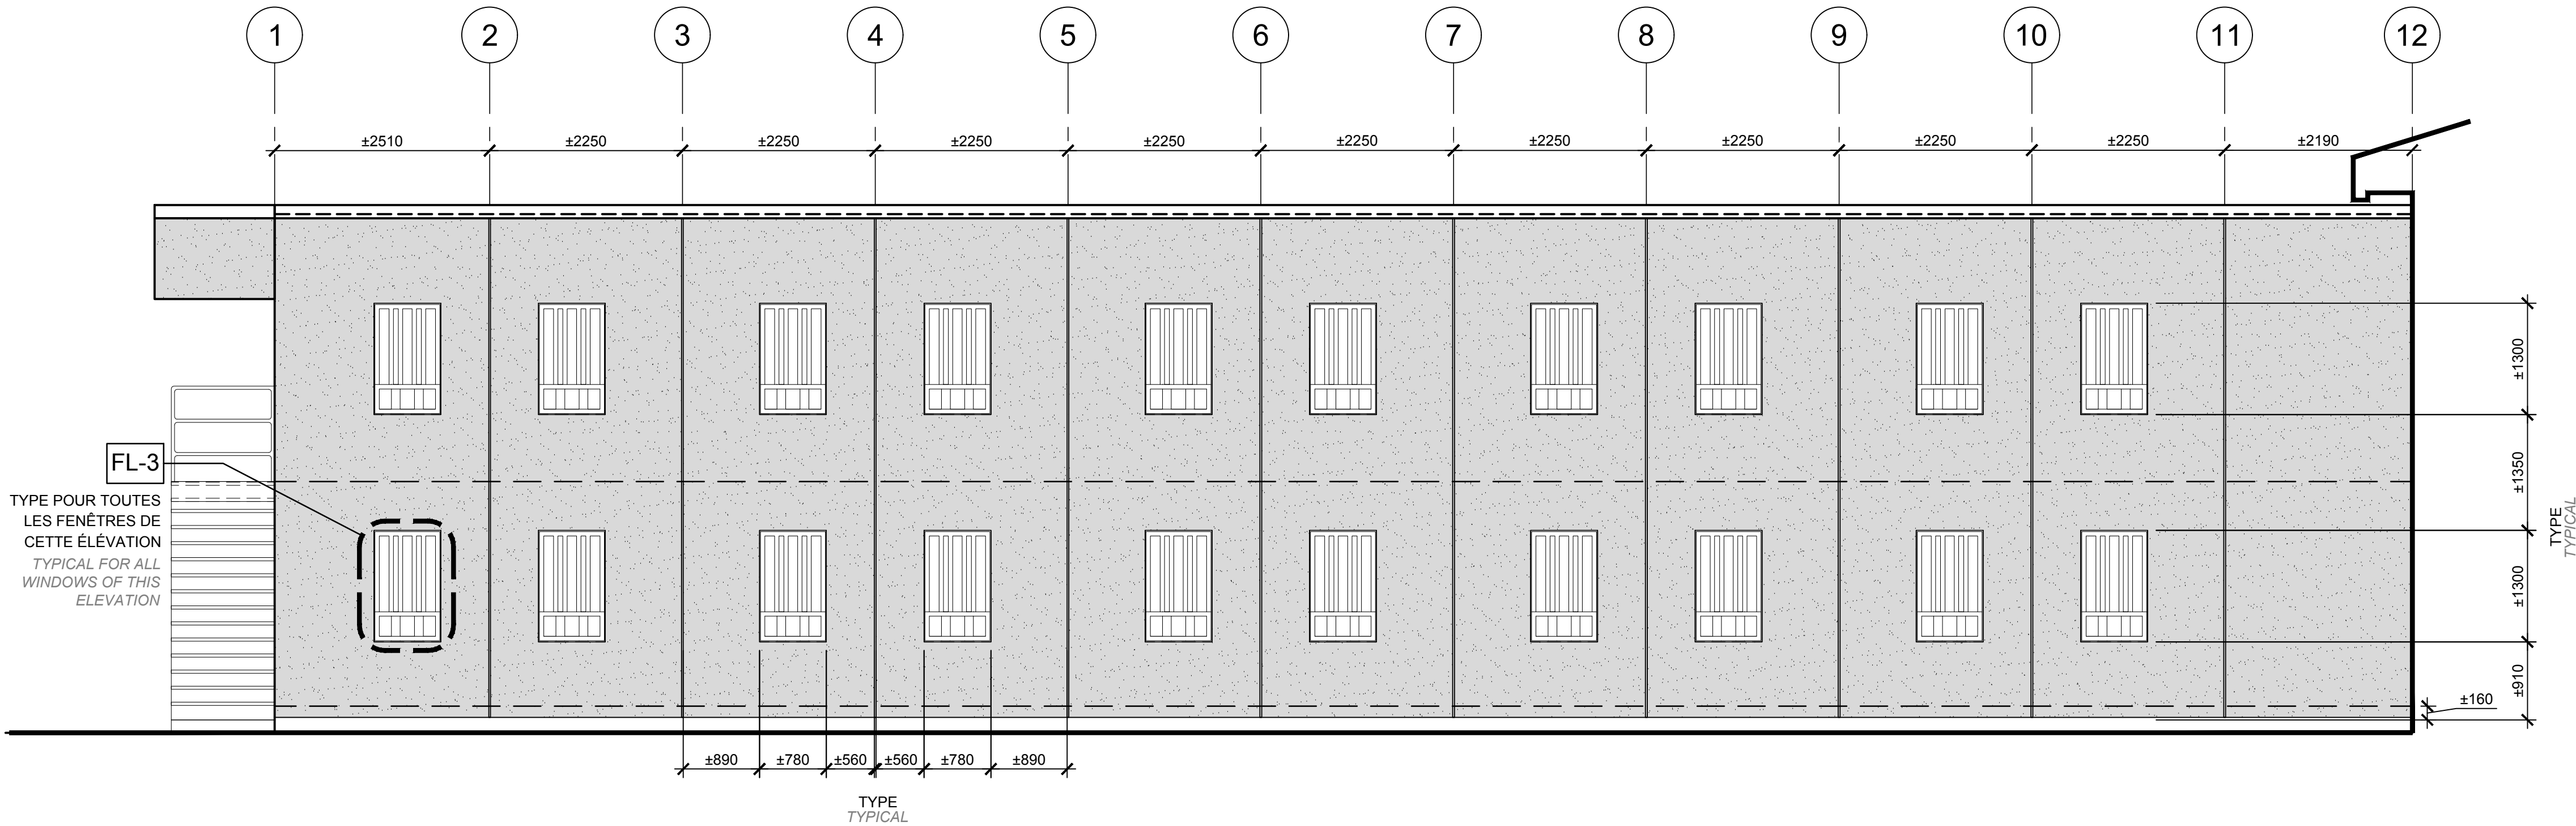 1 2 3 4 5 6 7 8 9 10 11 12
±2510 ±2250 ±2250 ±2250 ±2250 ±2250 ±2250 ±2250 ±2250 ±2250 ±2190
FL-3
TYPE POUR TOUTES
LES FENÊTRES DE
CETTE ÉLÉVATION
TYPICAL FOR ALL
WINDOWS OF THIS
ELEVATION
±1300
±1350
±1300
±910
±160
TYPE
TYPICAL
±890 ±780 ±560 ±560 ±780 ±890
TYPE
TYPICAL